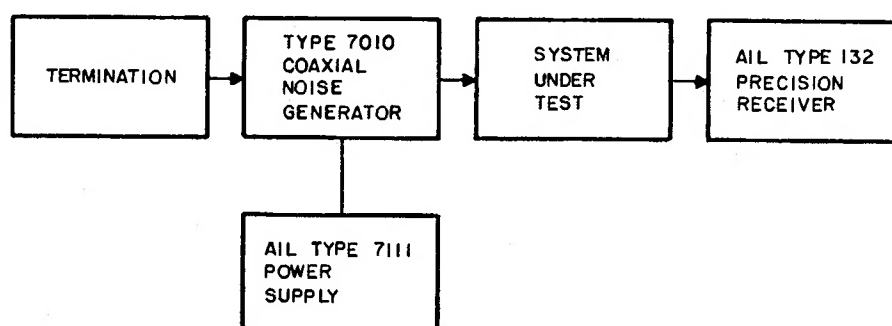 TERMINATION
TYPE 7010
COAXIAL
NOISE
GENERATOR
SYSTEM
UNDER
TEST
AIL TYPE 132
PRECISION
RECEIVER
AIL TYPE 7111
POWER
SUPPLY